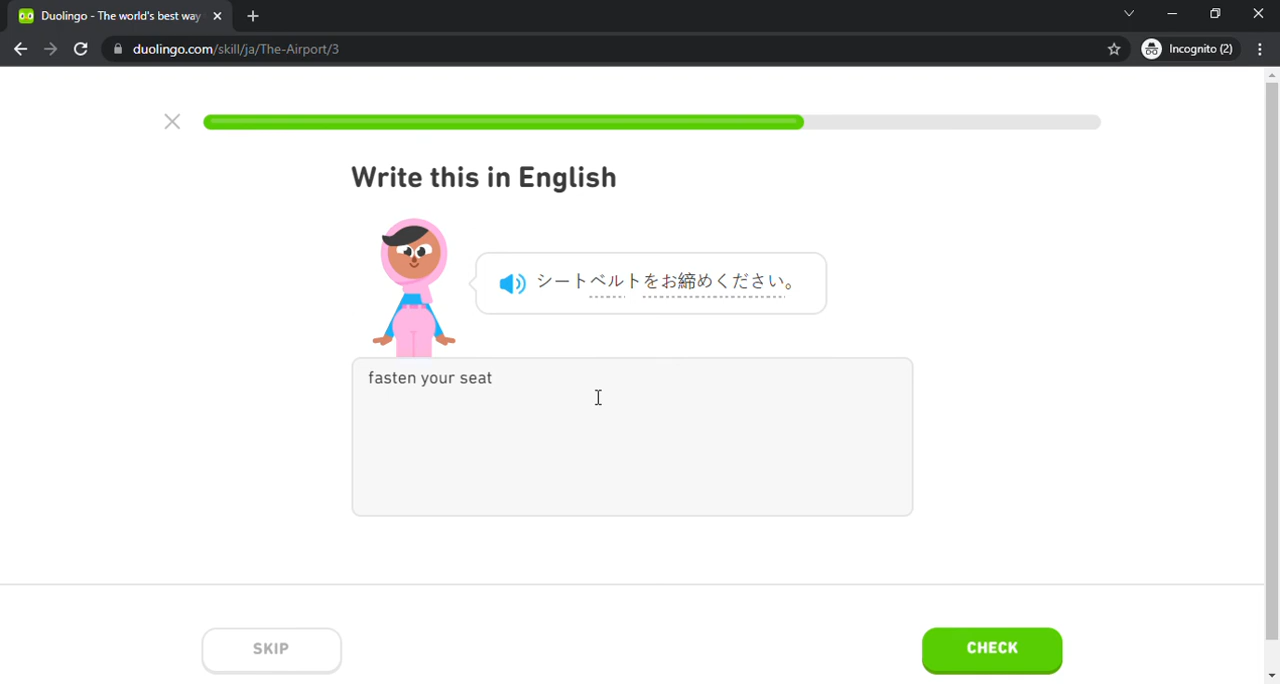 Duolingo - The world's best way
duolingo.com/skill/ja/The-Airport/3
Incognito (2)
Write this in English
シートベルトをお締めください。
fasten your seat
SKIP
CHECK